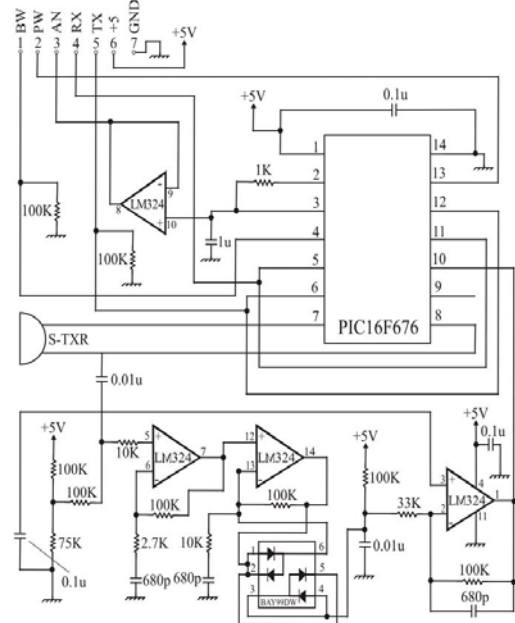 BW PW AN RX TX +5 GND
1 2 3 4 5 6 7
+5V
0.1u
+5V
1 14
1K
2 13
9
LM324
8
3 12
10
100K
1u
4 11
100K
5 10
6 9
7 8
PIC16F676
S-TXR
0.01u
+5V
+5V
+5V
0.1u
10K
5
7
LM324
6
12
14
LM324
13
100K
100K
100K
3
4
LM324
1
2
11
33K
100K
100K
75K
2.7K
10K
0.01u
100K
0.1u
680p
680p
680p
1 6
2 5
3 4
BAY99DW